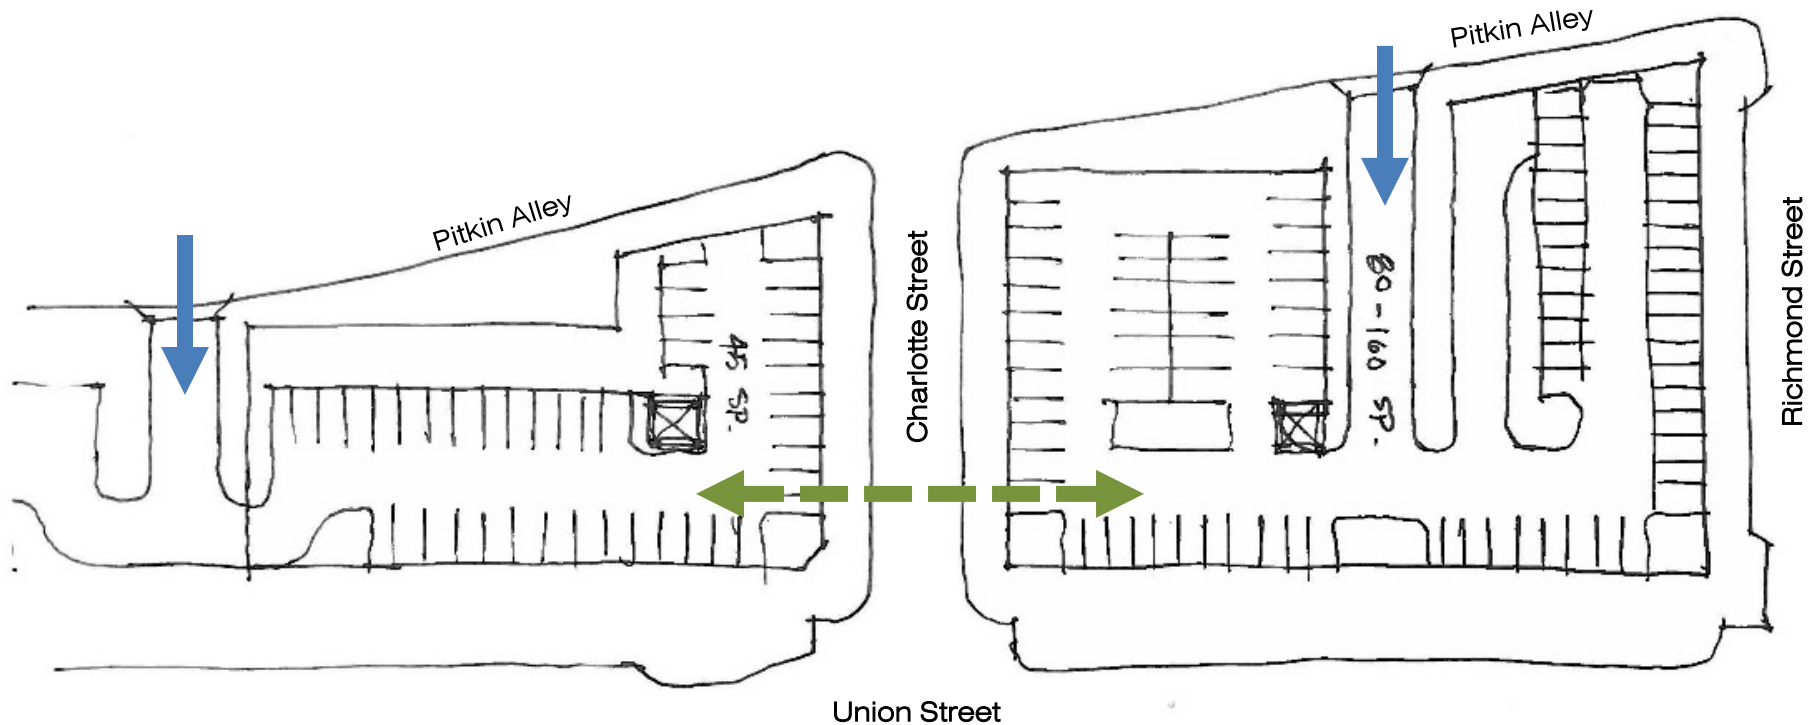 Pitkin Alley
Pitkin Alley
45 SP.
Charlotte Street
80-160 SP.
Richmond Street
Union Street